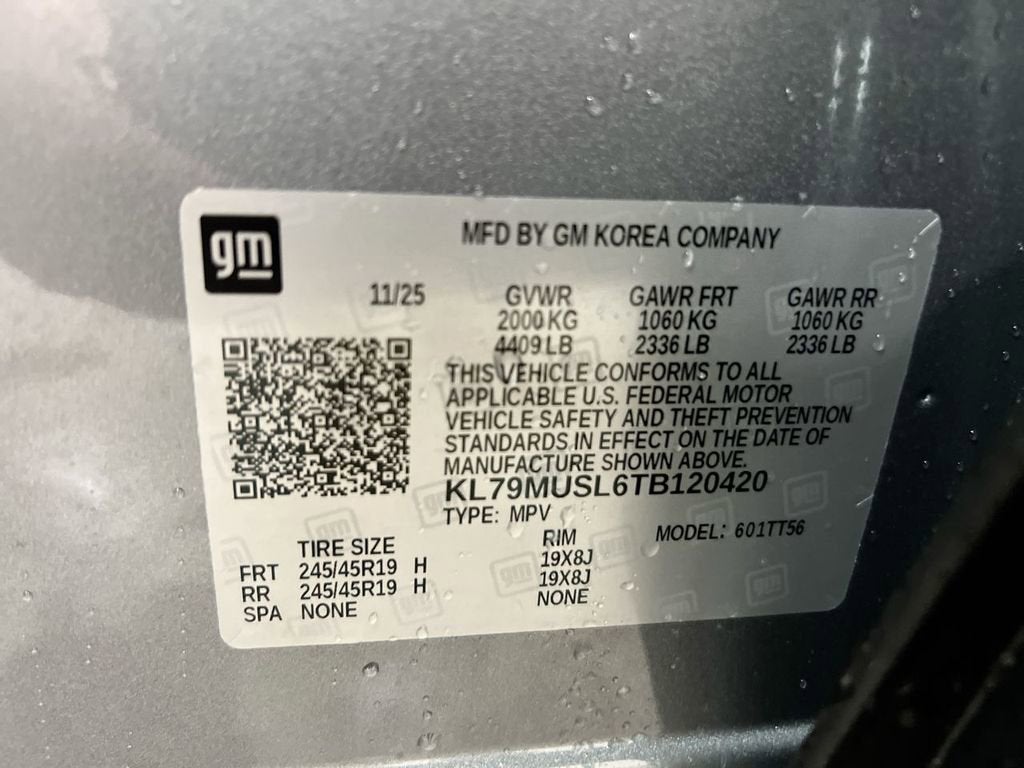 gm
MFD BY GM KOREA COMPANY
11/25 GVWR GAWR FRT GAWR RR
2000 KG 1060 KG 1060 KG
4409 LB 2336 LB 2336 LB
THIS VEHICLE CONFORMS TO ALL
APPLICABLE U.S. FEDERAL MOTOR
VEHICLE SAFETY AND THEFT PREVENTION
STANDARDS IN EFFECT ON THE DATE OF
MANUFACTURE SHOWN ABOVE.
KL79MUSL6TB120420
TYPE: MPV
MODEL: 601TT56
TIRE SIZE RIM
FRT 245/45R19 H 19X8J
RR 245/45R19 H 19X8J
SPA NONE NONE